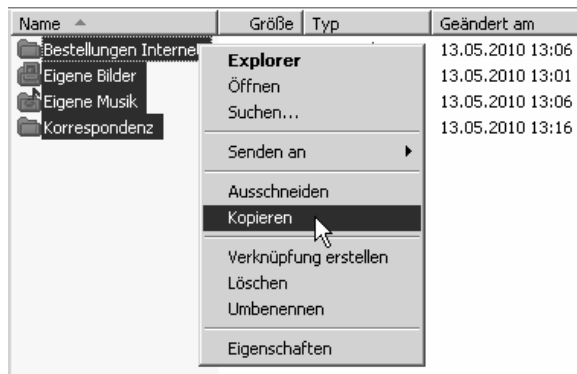 Name Größe Typ Geändert am
Bestellungen Internet 13.05.2010 13:06
Eigene Bilder 13.05.2010 13:01
Eigene Musik 13.05.2010 13:06
Korrespondenz 13.05.2010 13:16
Explorer
Öffnen
Suchen...
Senden an
Ausschneiden
Kopieren
Verknüpfung erstellen
Löschen
Umbenennen
Eigenschaften